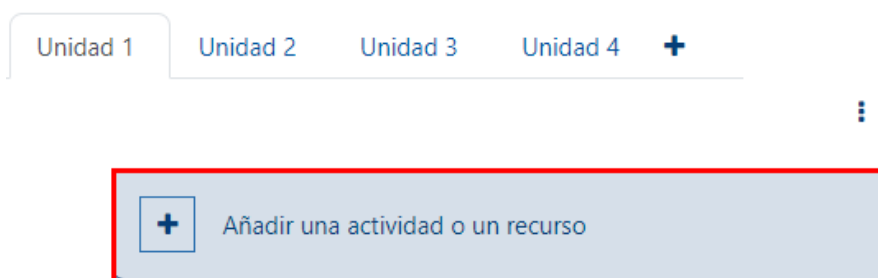 Unidad 1 Unidad 2 Unidad 3 Unidad 4 +
+ Añadir una actividad o un recurso